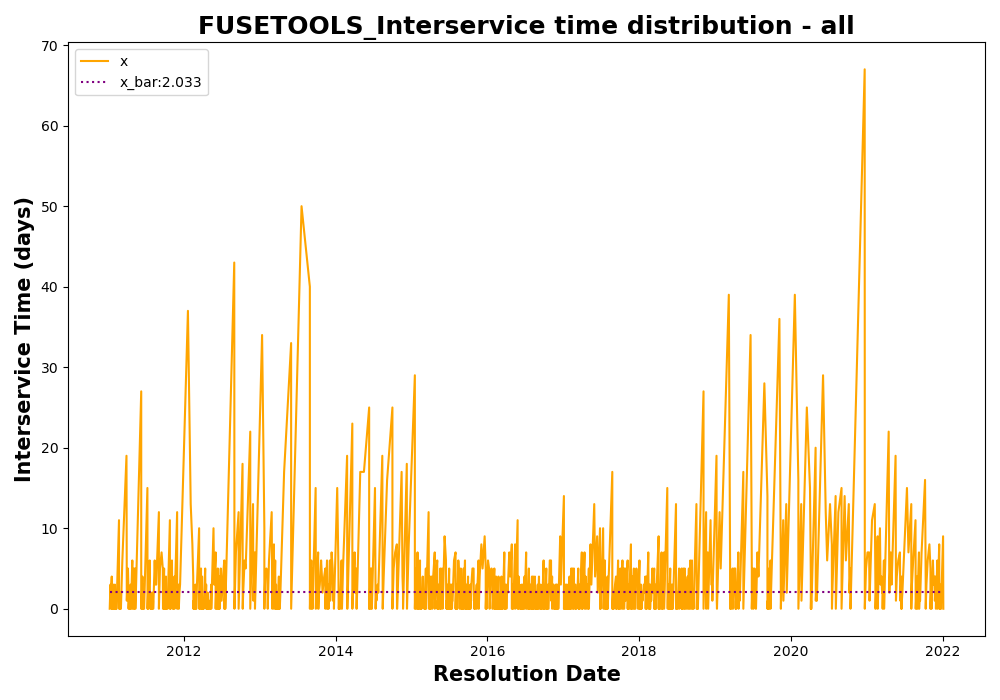 FUSETOOLS_Interservice time distribution - all
x
x_bar:2.033
Interservice Time (days)
70
60
50
40
30
20
10
0
2012
2014
2016
2018
2020
2022
Resolution Date